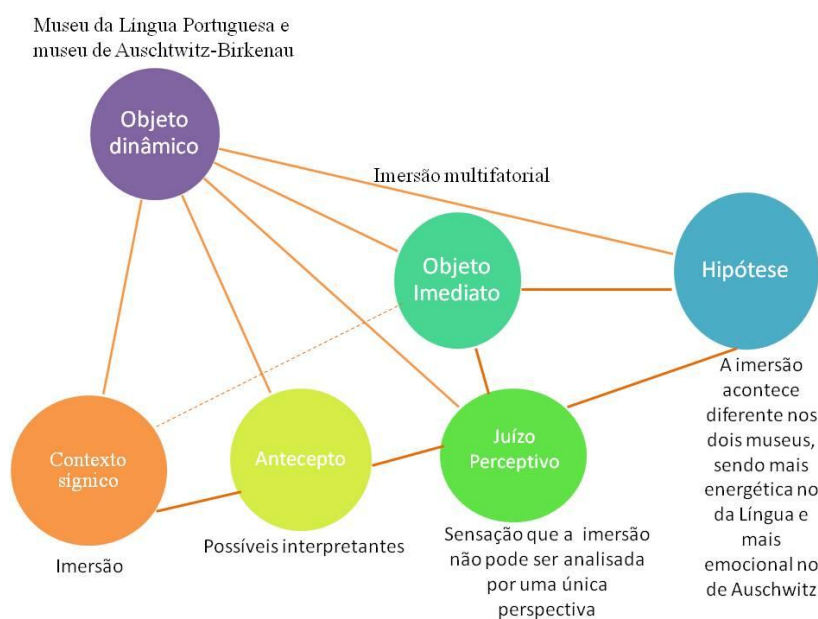 Museu da Língua Portuguesa e
museu de Auschtwitz-Birkenau
Objeto
dinâmico
Imersão multifatorial
Objeto
Imediato
Hipótese
Contexto
sígnico
Antecepto
Juízo
Perceptivo
Imersão
Possíveis interpretantes
Sensação que a imersão
não pode ser analisada
por uma única
perspectiva
A imersão
acontece
diferente nos
dois museus,
sendo mais
energética no
da Língua e
mais
emocional no
de Auschwitz